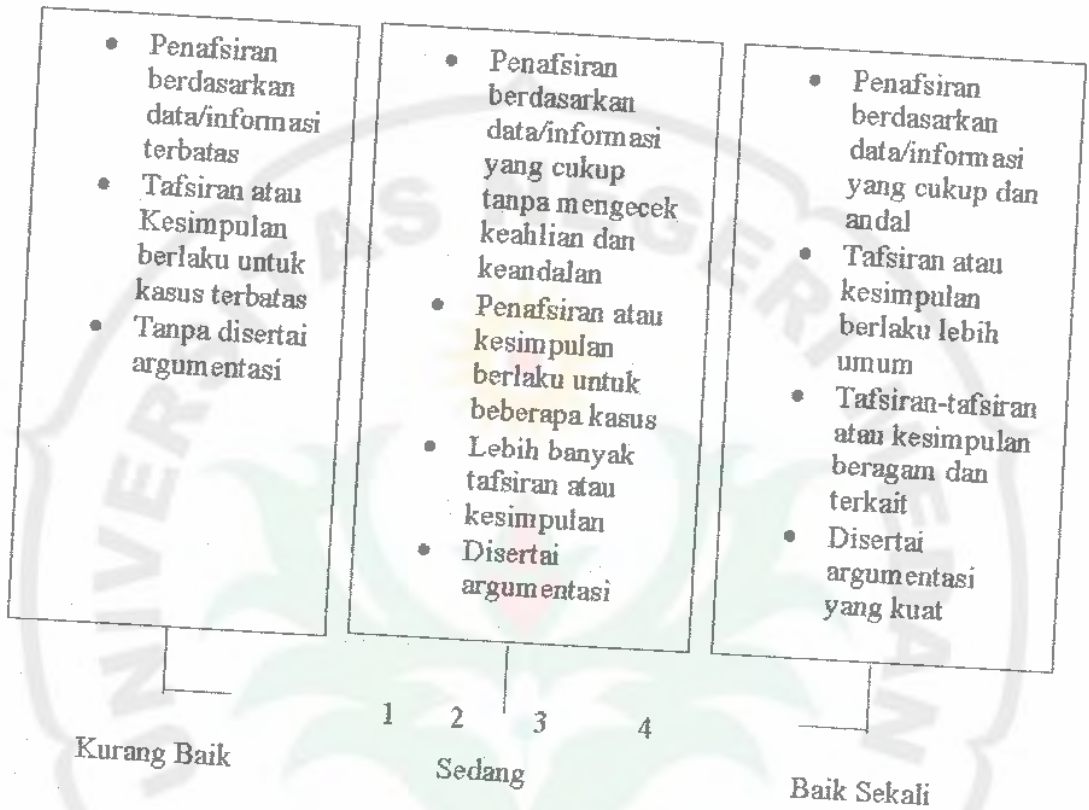 • Penafsiran
berdasarkan
data/informasi
terbatas
• Tafsiran atau
Kesimpulan
berlaku untuk
kasus terbatas
• Tanpa disertai
argumentasi
• Penafsiran
berdasarkan
data/informasi
yang cukup
tanpa mengecek
keahlian dan
keandalan
• Penafsiran atau
kesimpulan
berlaku untuk
beberapa kasus
• Lebih banyak
tafsiran atau
kesimpulan
• Disertai
argumentasi
• Penafsiran
berdasarkan
data/informasi
yang cukup dan
andal
• Tafsiran atau
kesimpulan
berlaku lebih
umum
• Tafsiran-tafsiran
atau kesimpulan
beragam dan
terkait
• Disertai
argumentasi
yang kuat
1 2 3 4
Kurang Baik
Sedang
Baik Sekali
UNIVERSITAS NEGERI MEDAN